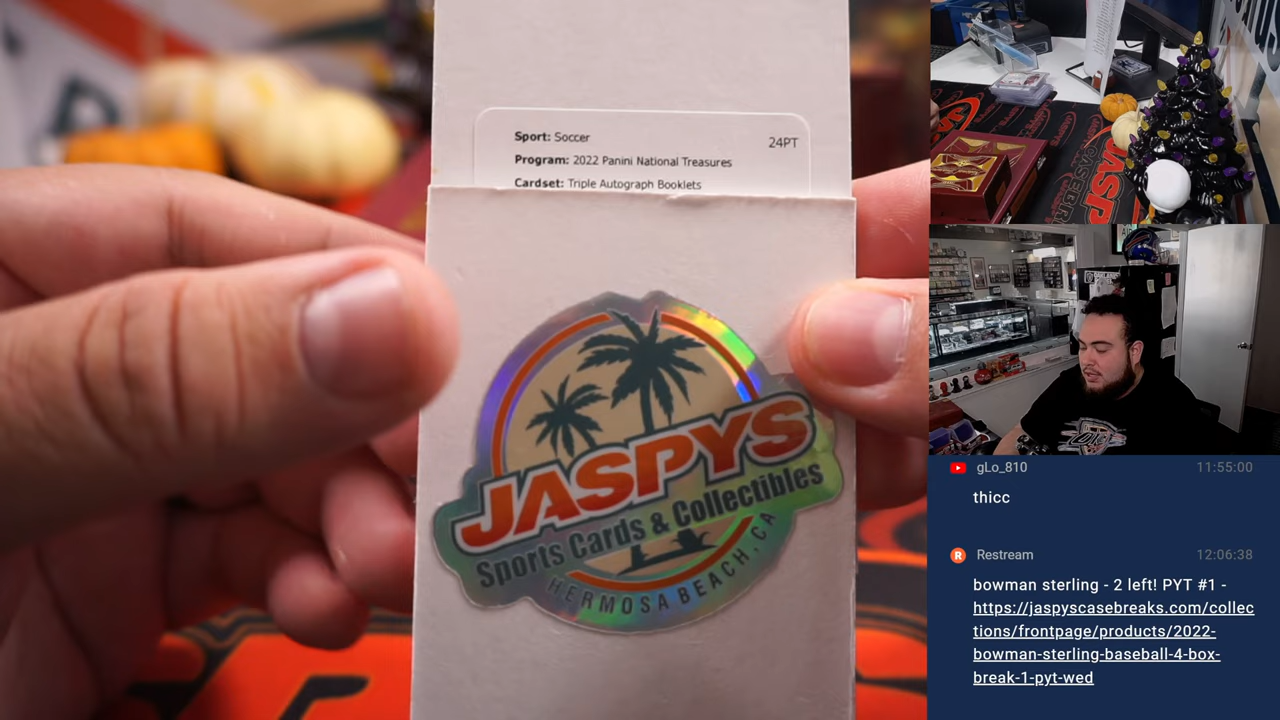 Sport: Soccer
24PT
Program: 2022 Panini National Treasures
Cardset: Triple Autograph Booklets
JASPYS
Sports Cards & Collectibles
HERMOSA BEACH, CA
gLo_810
11:55:00
thicc
Restream
12:06:38
bowman sterling - 2 left! PYT #1 -
https://jaspyscasebreaks.com/collec
tions/frontpage/products/2022-
bowman-sterling-baseball-4-box-
break-1-pyt-wed